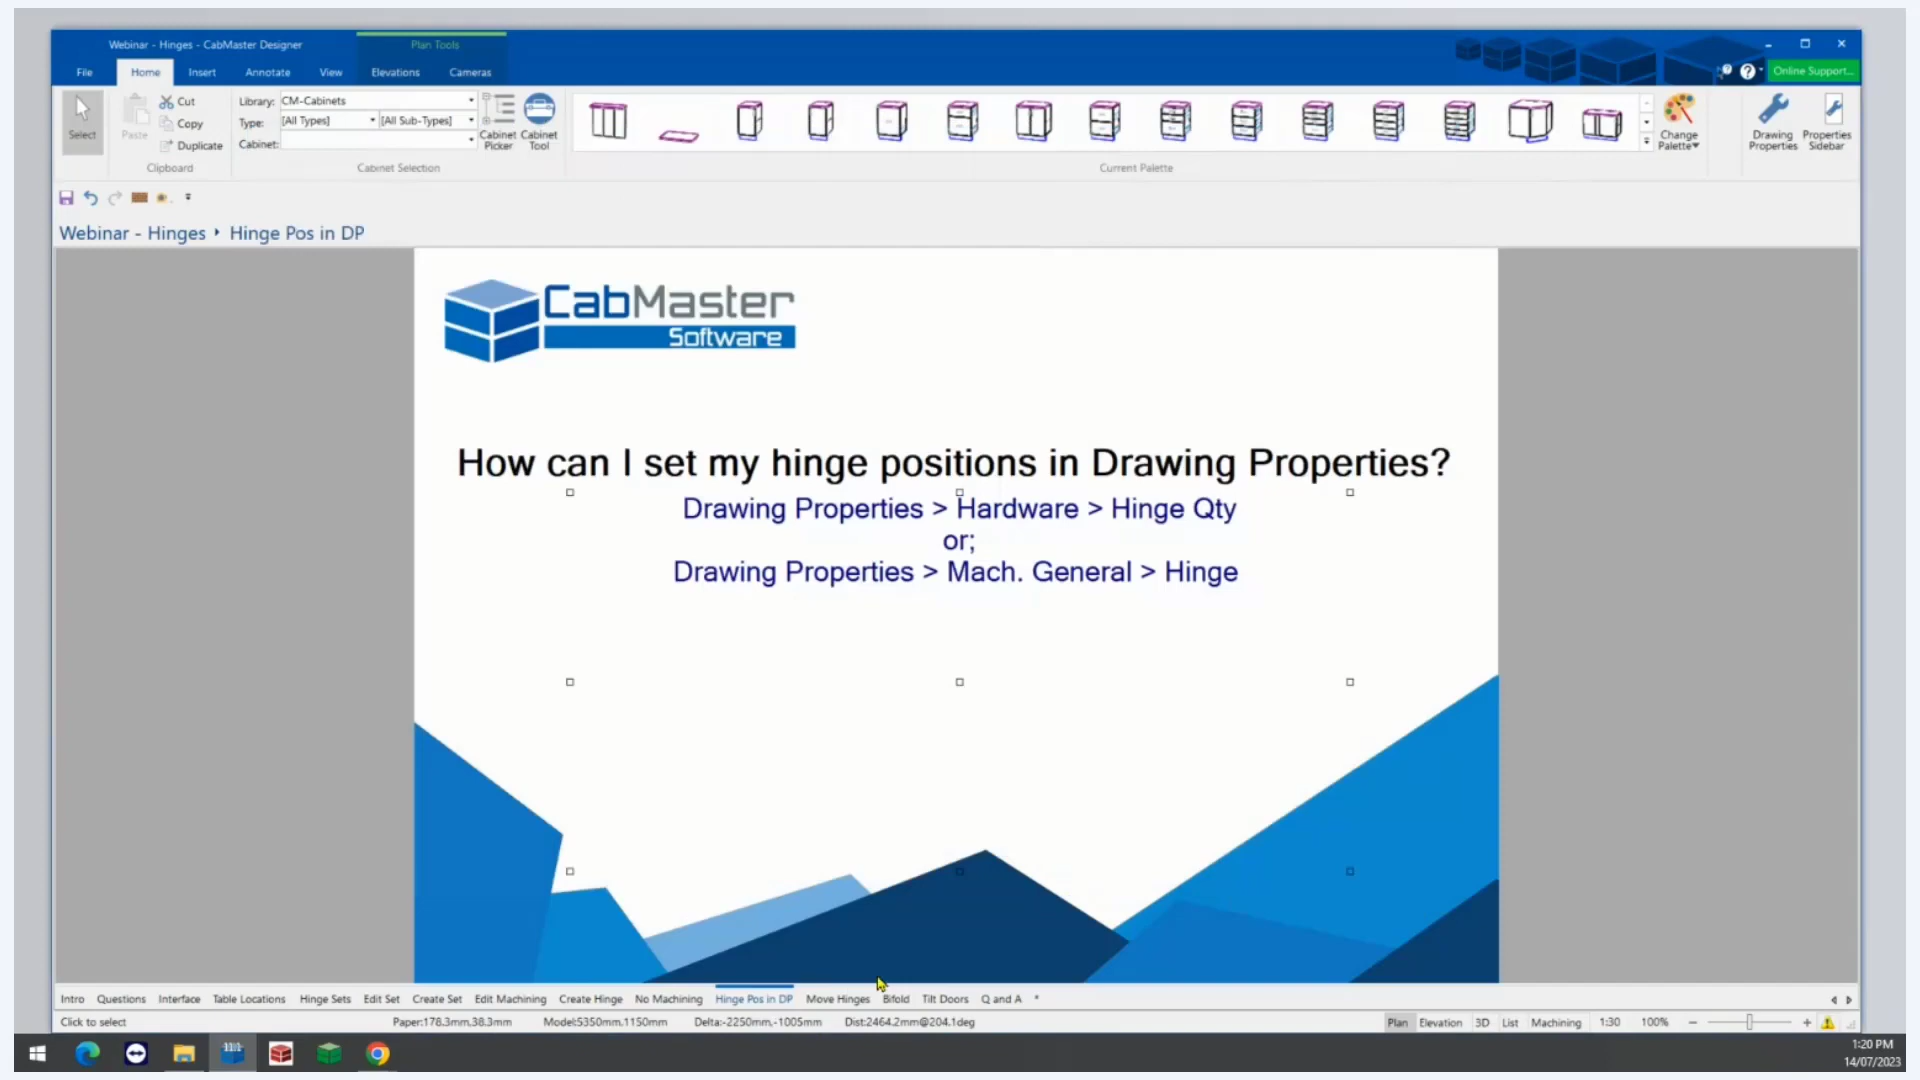 Webinar - Hinges - CabMaster Designer
Plan Tools
File Home Insert Annotate View Elevations Cameras
Online Support...
Select
Paste
Cut
Copy
Duplicate
Clipboard
Library: CM-Cabinets
Type: [All Types] [All Sub-Types]
Cabinet:
Cabinet Picker
Cabinet Tool
Cabinet Selection
Current Palette
Change Palette
Drawing Properties
Properties Sidebar
Webinar - Hinges Hinge Pos in DP
CabMaster
Software
How can I set my hinge positions in Drawing Properties?
Drawing Properties > Hardware > Hinge Qty
or;
Drawing Properties > Mach. General > Hinge
Intro Questions Interface Table Locations Hinge Sets Edit Set Create Set Edit Machining Create Hinge No Machining Hinge Pos in DP Move Hinges Bifold Tilt Doors Q and A *
Click to select Paper:178.3mm,38.3mm Model:5350mm,1150mm Delta:-2250mm,-1005mm Dist:2464.2mm@204.1deg Plan Elevation 3D List Machining 1:30 100%
1:20 PM
14/07/2023